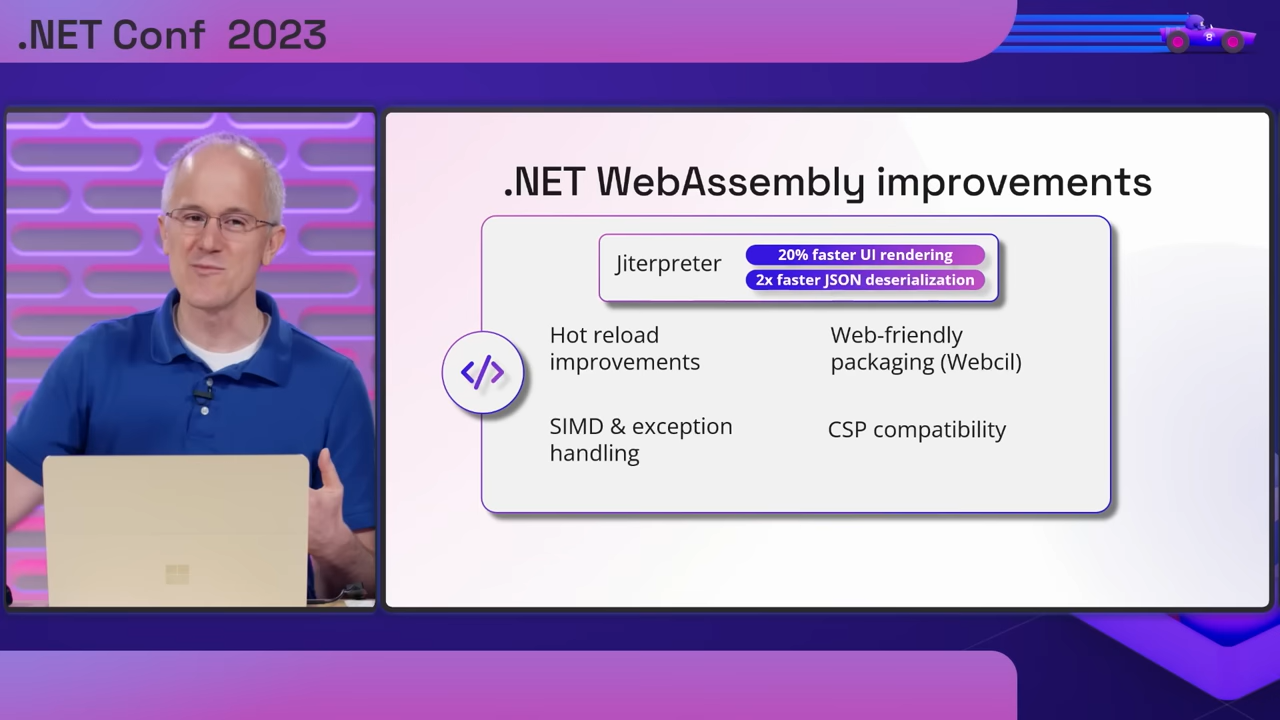 .NET Conf 2023
8
.NET WebAssembly improvements
Jiterpreter
20% faster UI rendering
2x faster JSON deserialization
Hot reload
improvements
Web-friendly
packaging (Webcil)
SIMD & exception
handling
CSP compatibility